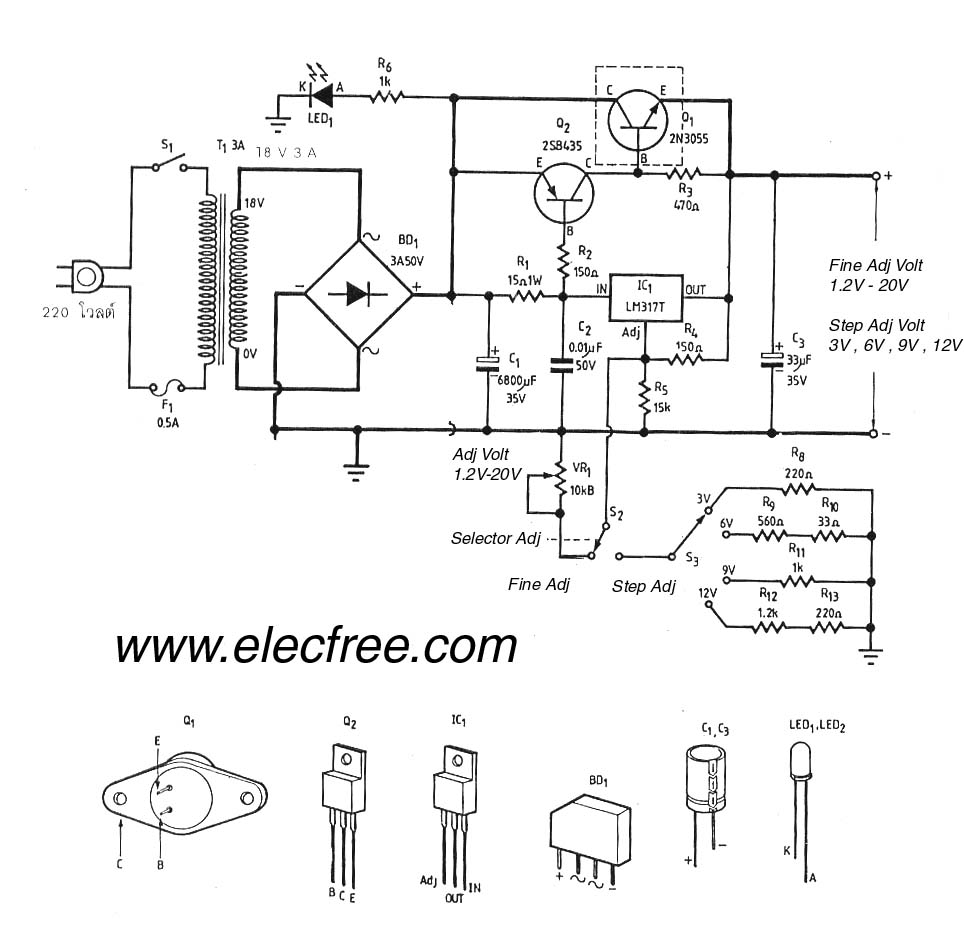 R6
1k
K
A
LED1
C
E
Q1
2N3055
B
Q2
2SB435
E
C
B
R3
470Ω
+
S1
T1 3A
18 V 3 A
18V
0V
220 โวลต์
F1
0.5A
BD1
3A50V
-
+
R1
15Ω1W
R2
150Ω
IN
IC1
LM317T
OUT
Adj
R4
150Ω
Fine Adj Volt
1.2V - 20V
Step Adj Volt
3V , 6V , 9V , 12V
+
C1
-
6800µF
35V
C2
0.01µF
50V
R5
15k
+
C3
33µF
-
35V
-
Adj Volt
1.2V-20V
VR1
10kB
S2
Selector Adj
Fine Adj
Step Adj
S3
3V
R8
220Ω
6V
R9
560Ω
R10
33Ω
9V
R11
1k
12V
R12
1.2k
R13
220Ω
www.elecfree.com
Q1
E
C
B
Q2
B C E
IC1
Adj
OUT
IN
BD1
+ ~ ~ -
C1, C3
+
-
LED1, LED2
K
A